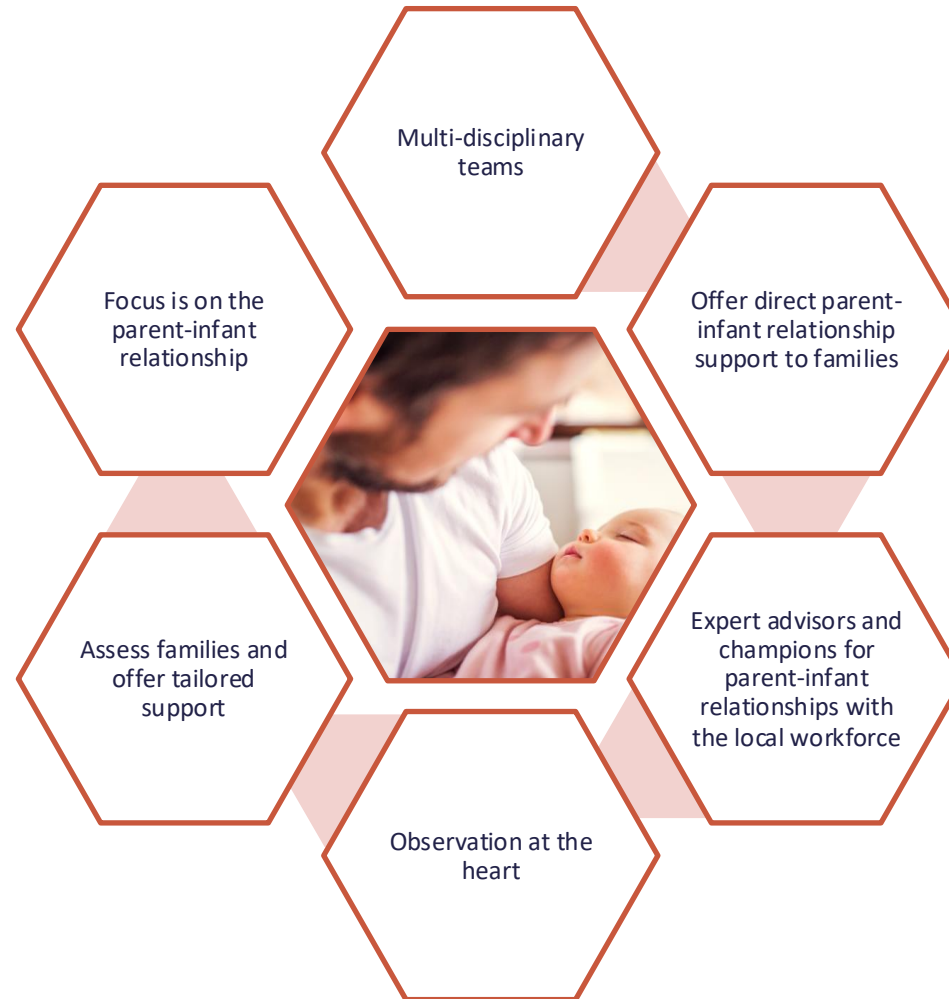 Multi-disciplinary
teams
Offer direct parent-
infant relationship
support to families
Expert advisors and
champions for
parent-infant
relationships with
the local workforce
Observation at the
heart
Assess families and
offer tailored
support
Focus is on the
parent-infant
relationship